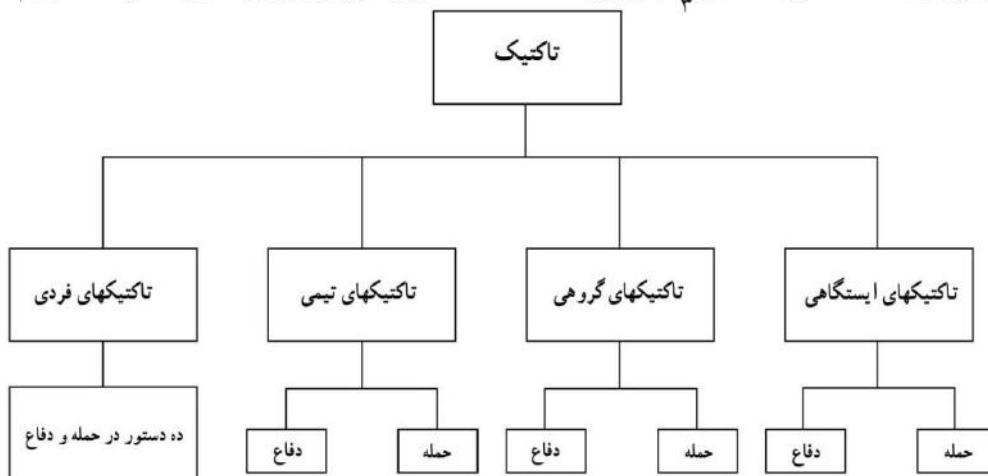 تاکتیک
تاکتیکهای ایستگاهی
تاکتیکهای گروهی
تاکتیکهای تیمی
تاکتیکهای فردی
حمله
دفاع
حمله
دفاع
حمله
دفاع
ده دستور در حمله و دفاع